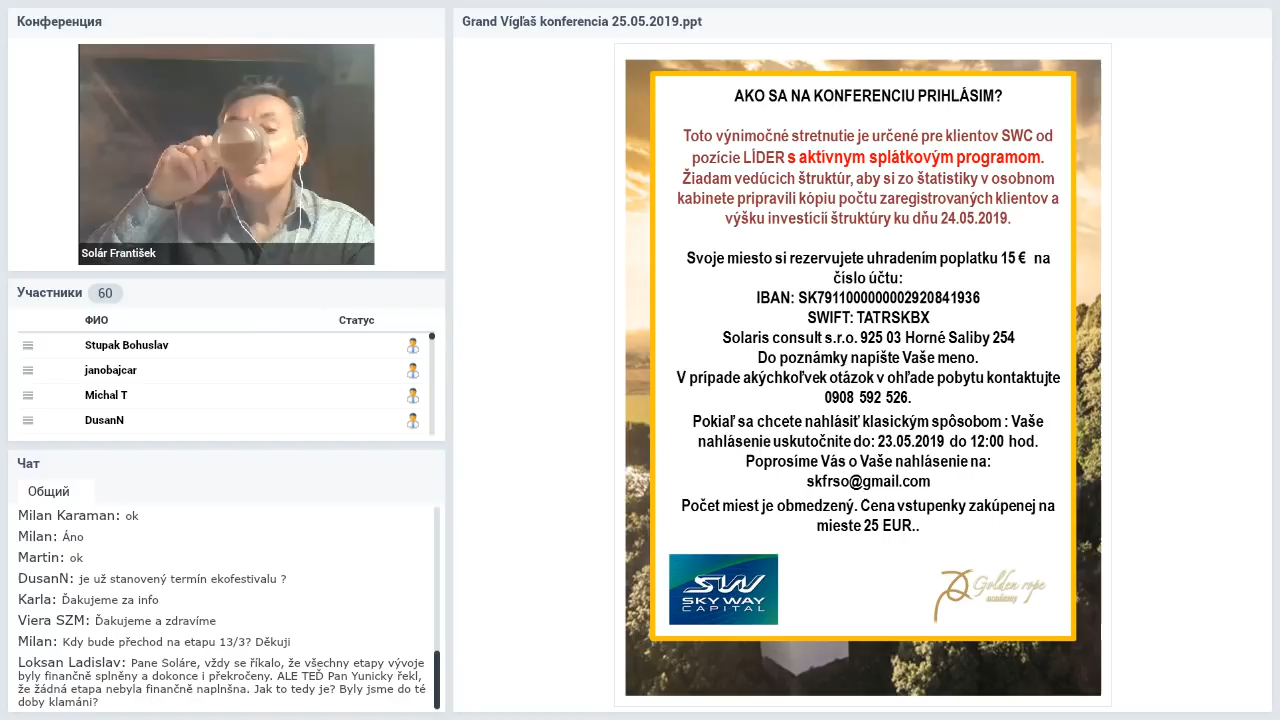 Конференция
Solár František
Участники 60
ФИО Статус
Stupak Bohuslav
janobajcar
Michal T
DusanN
Чат
Общий
Milan Karaman: ok
Milan: Áno
Martin: ok
DusanN: je už stanovený termín ekofestivalu ?
Karla: Ďakujeme za info
Viera SZM: Ďakujeme a zdravíme
Milan: Kdy bude přechod na etapu 13/3? Děkuji
Loksan Ladislav: Pane Soláre, vždy se říkalo, že všechny etapy vývoje
byly finančně splněny a dokonce i překročeny. ALE TEĎ Pan Yunicky řekl,
že žádná etapa nebyla finančně naplnšna. Jak to tedy je? Byly jsme do té
doby klamáni?
Grand Vígľaš konferencia 25.05.2019.ppt
AKO SA NA KONFERENCIU PRIHLÁSIM?
Toto výnimočné stretnutie je určené pre klientov SWC od
pozície LÍDER s aktívnym splátkovým programom.
Žiadam vedúcich štruktúr, aby si zo štatistiky v osobnom
kabinete pripravili kópiu počtu zaregistrovaných klientov a
výšku investícií štruktúry ku dňu 24.05.2019.
Svoje miesto si rezervujete uhradením poplatku 15 € na
číslo účtu:
IBAN: SK7911000000002920841936
SWIFT: TATRSKBX
Solaris consult s.r.o. 925 03 Horné Saliby 254
Do poznámky napíšte Vaše meno.
V prípade akýchkoľvek otázok v ohľade pobytu kontaktujte
0908 592 526.
Pokiaľ sa chcete nahlásiť klasickým spôsobom : Vaše
nahlásenie uskutočnite do: 23.05.2019 do 12:00 hod.
Poprosíme Vás o Vaše nahlásenie na:
skfrso@gmail.com
Počet miest je obmedzený. Cena vstupenky zakúpenej na
mieste 25 EUR..
SW
SKYWAY
CAPITAL
Golden rope
academy